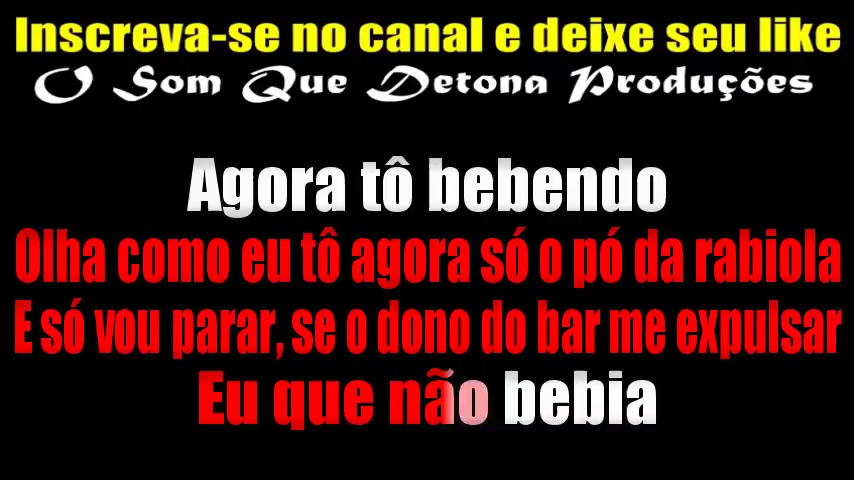 Inscreva-se no canal e deixe seu like
O Som Que Detona Produções
Agora tô bebendo
Olha como eu tô agora só o pó da rabiola
E só vou parar, se o dono do bar me expulsar
Eu que não bebia